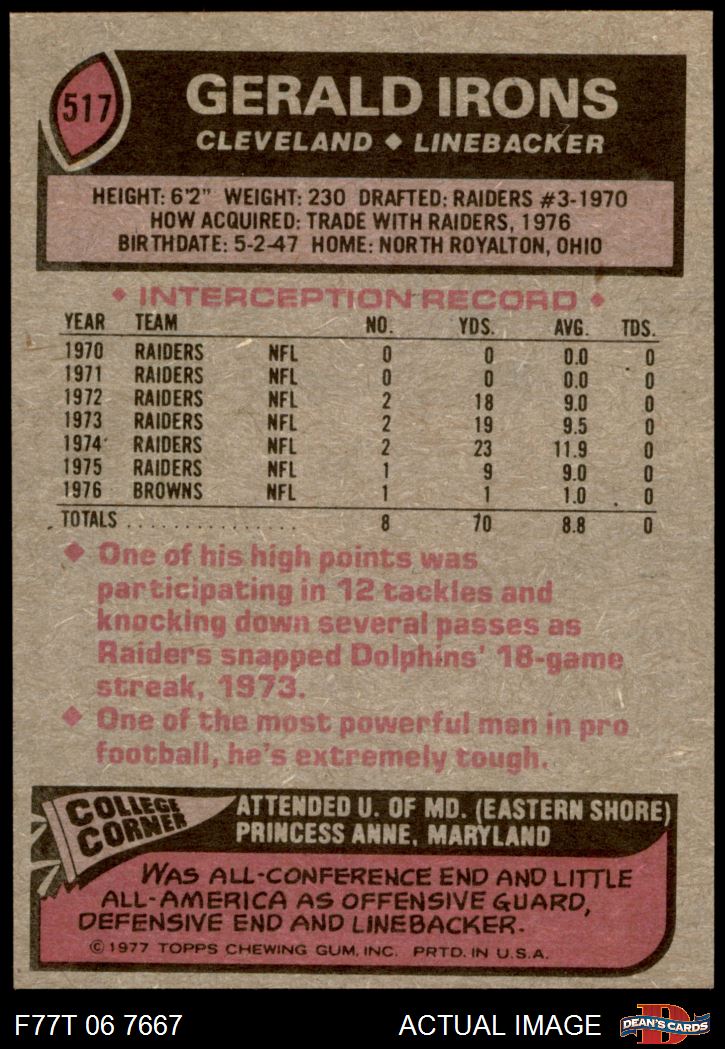 517
GERALD IRONS
CLEVELAND ◆ LINEBACKER
HEIGHT: 6'2" WEIGHT: 230 DRAFTED: RAIDERS #3-1970
HOW ACQUIRED: TRADE WITH RAIDERS, 1976
BIRTHDATE: 5-2-47 HOME: NORTH ROYALTON, OHIO
◆ INTERCEPTION RECORD ◆
YEAR TEAM NO. YDS. AVG. TDS.
1970 RAIDERS NFL 0 0 0.0 0
1971 RAIDERS NFL 0 0 0.0 0
1972 RAIDERS NFL 2 18 9.0 0
1973 RAIDERS NFL 2 19 9.5 0
1974 RAIDERS NFL 2 23 11.9 0
1975 RAIDERS NFL 1 9 9.0 0
1976 BROWNS NFL 1 1 1.0 0
TOTALS ................ 8 70 8.8 0
◆ One of his high points was
participating in 12 tackles and
knocking down several passes as
Raiders snapped Dolphins' 18-game
streak, 1973.
◆ One of the most powerful men in pro
football, he's extremely tough.
COLLEGE
CORNER
ATTENDED U. OF MD. (EASTERN SHORE)
PRINCESS ANNE, MARYLAND
WAS ALL-CONFERENCE END AND LITTLE
ALL-AMERICA AS OFFENSIVE GUARD,
DEFENSIVE END AND LINEBACKER.
© 1977 TOPPS CHEWING GUM, INC. PRTD. IN U.S.A.
F77T 06 7667
ACTUAL IMAGE
D
DEAN'S CARDS